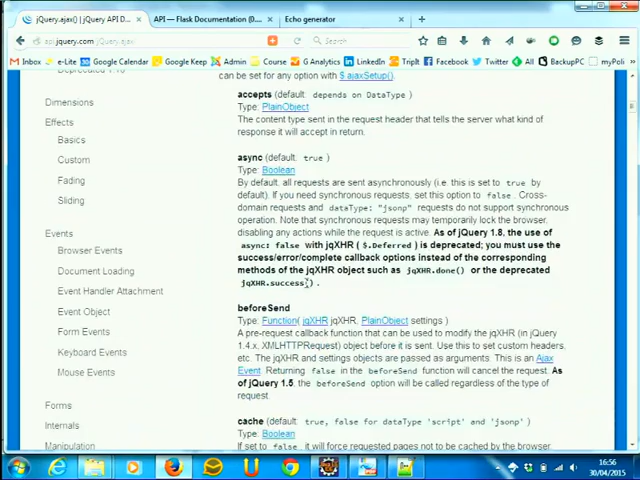 jQuery.ajax() | jQuery API D...
API — Flask Documentation (0...
Echo generator
api.jquery.com/jQuery.ajax
Search
Inbox
e-Lite
Google Calendar
Google Keep
Admin
Courses
GitHub
G Analytics
LinkedIn
TripIt
Facebook
Twitter
All
BackupPC
myPoli
Deprecated 1.10
Dimensions
Effects
Basics
Custom
Fading
Sliding
Events
Browser Events
Document Loading
Event Handler Attachment
Event Object
Form Events
Keyboard Events
Mouse Events
Forms
Internals
Manipulation
can be set for any option with $.ajaxSetup().
accepts (default: depends on DataType )
Type: PlainObject
The content type sent in the request header that tells the server what kind of
response it will accept in return.
async (default: true )
Type: Boolean
By default, all requests are sent asynchronously (i.e. this is set to true by
default). If you need synchronous requests, set this option to false. Cross-
domain requests and dataType: "jsonp" requests do not support synchronous
operation. Note that synchronous requests may temporarily lock the browser,
disabling any actions while the request is active. As of jQuery 1.8, the use of
async: false with jqXHR ( $.Deferred ) is deprecated; you must use the
success/error/complete callback options instead of the corresponding
methods of the jqXHR object such as jqXHR.done() or the deprecated
jqXHR.success() .
beforeSend
Type: Function( jqXHR jqXHR, PlainObject settings )
A pre-request callback function that can be used to modify the jqXHR (in jQuery
1.4.x, XMLHTTPRequest) object before it is sent. Use this to set custom headers,
etc. The jqXHR and settings objects are passed as arguments. This is an Ajax
Event. Returning false in the beforeSend function will cancel the request. As
of jQuery 1.5, the beforeSend option will be called regardless of the type of
request.
cache (default: true, false for dataType 'script' and 'jsonp' )
Type: Boolean
If set to false, it will force requested pages not to be cached by the browser.
16:56
30/04/2015